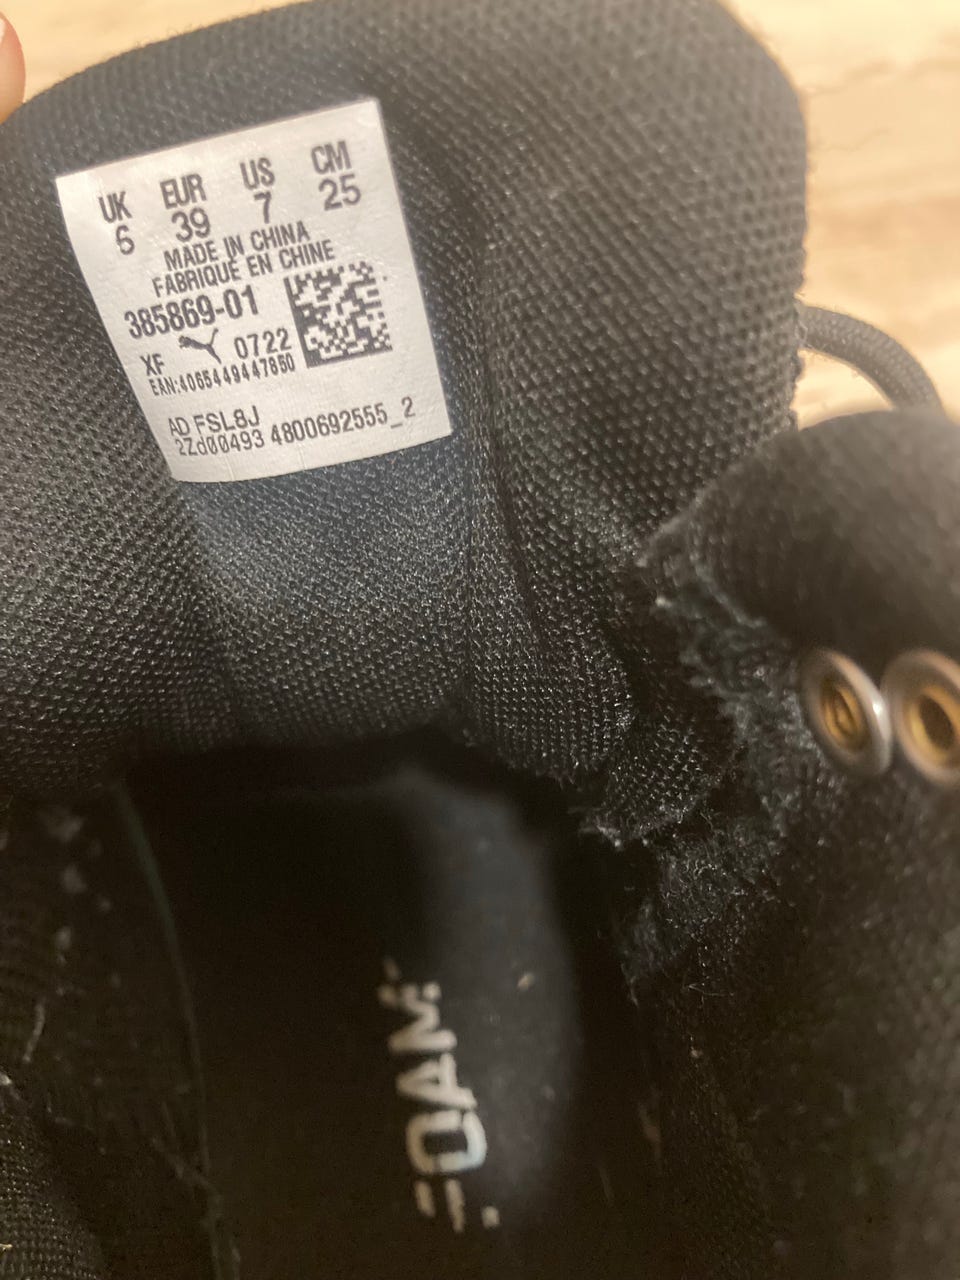 UK EUR US CM
6 39 7 25
MADE IN CHINA
FABRIQUÉ EN CHINE
385869-01
XF 0722
EAN:4065449447850
AD FSL8J
2Zd00493 4800692555_2